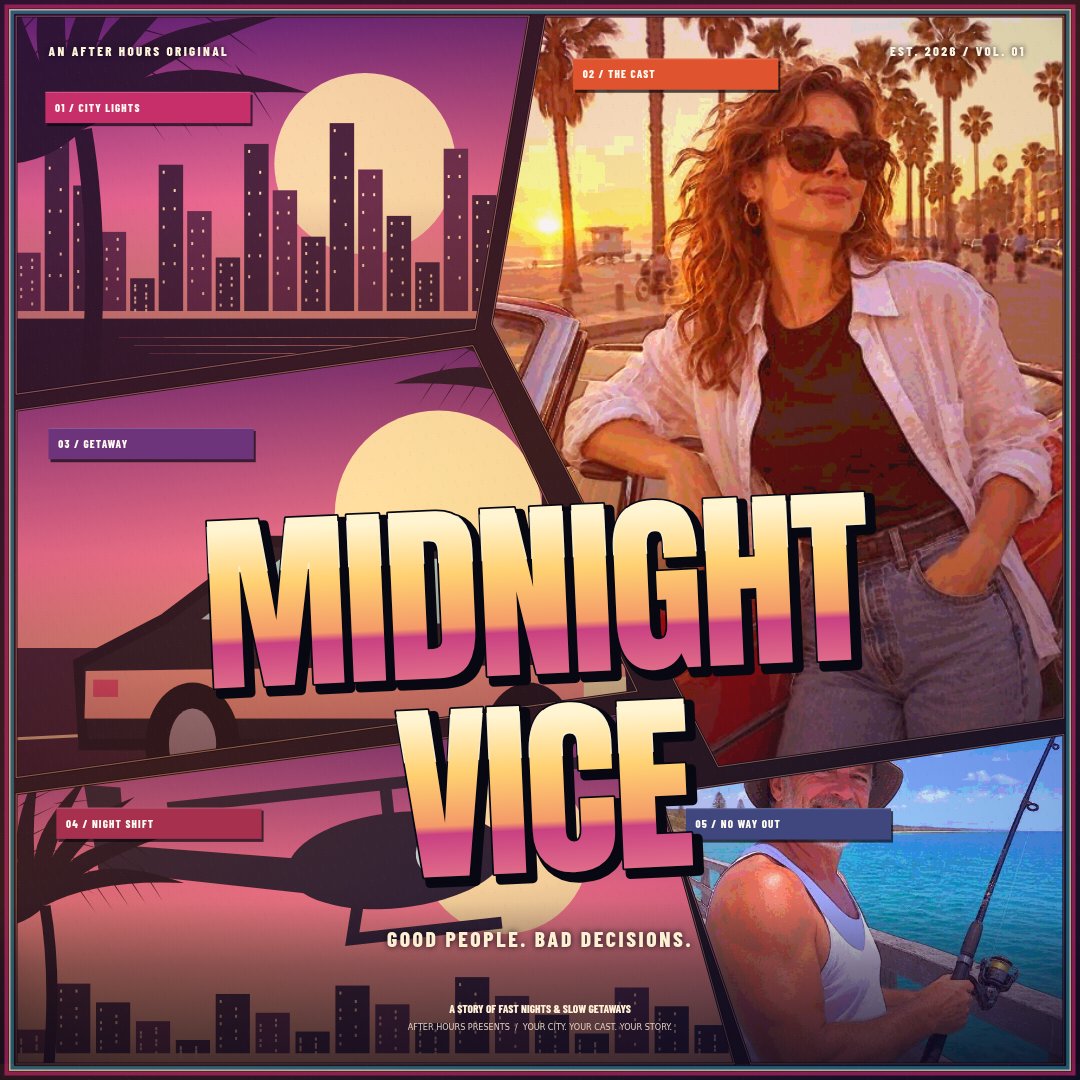 AN AFTER HOURS ORIGINAL
EST. 2026 / VOL. 01
01 / CITY LIGHTS
02 / THE CAST
03 / GETAWAY
MIDNIGHT
VICE
04 / NIGHT SHIFT
05 / NO WAY OUT
GOOD PEOPLE. BAD DECISIONS.
A STORY OF FAST NIGHTS & SLOW GETAWAYS
AFTER HOURS PRESENTS / YOUR CITY. YOUR CAST. YOUR STORY.